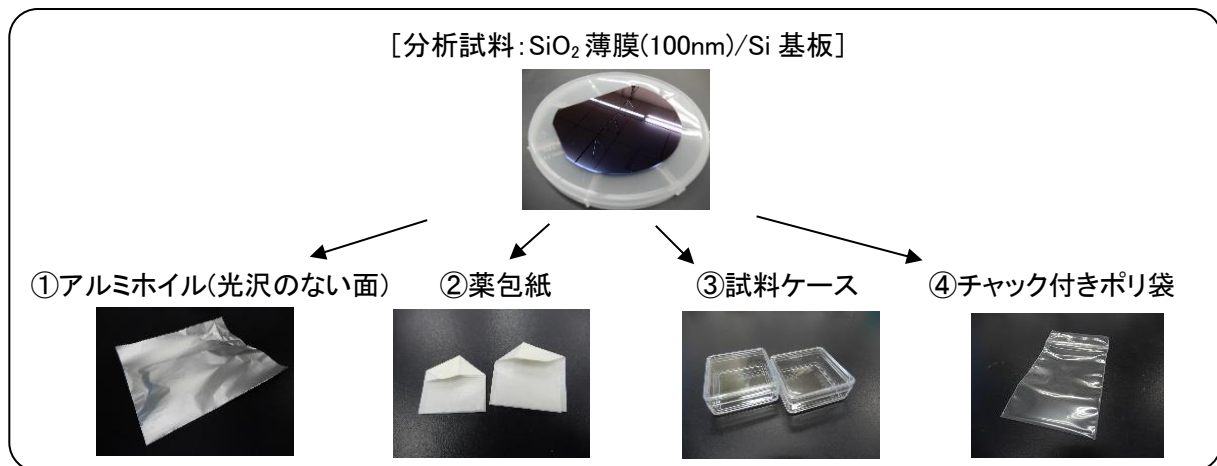 [分析試料:SiO₂薄膜(100nm)/Si 基板]
①アルミホイル(光沢のない面)
②薬包紙
③試料ケース
④チャック付きポリ袋